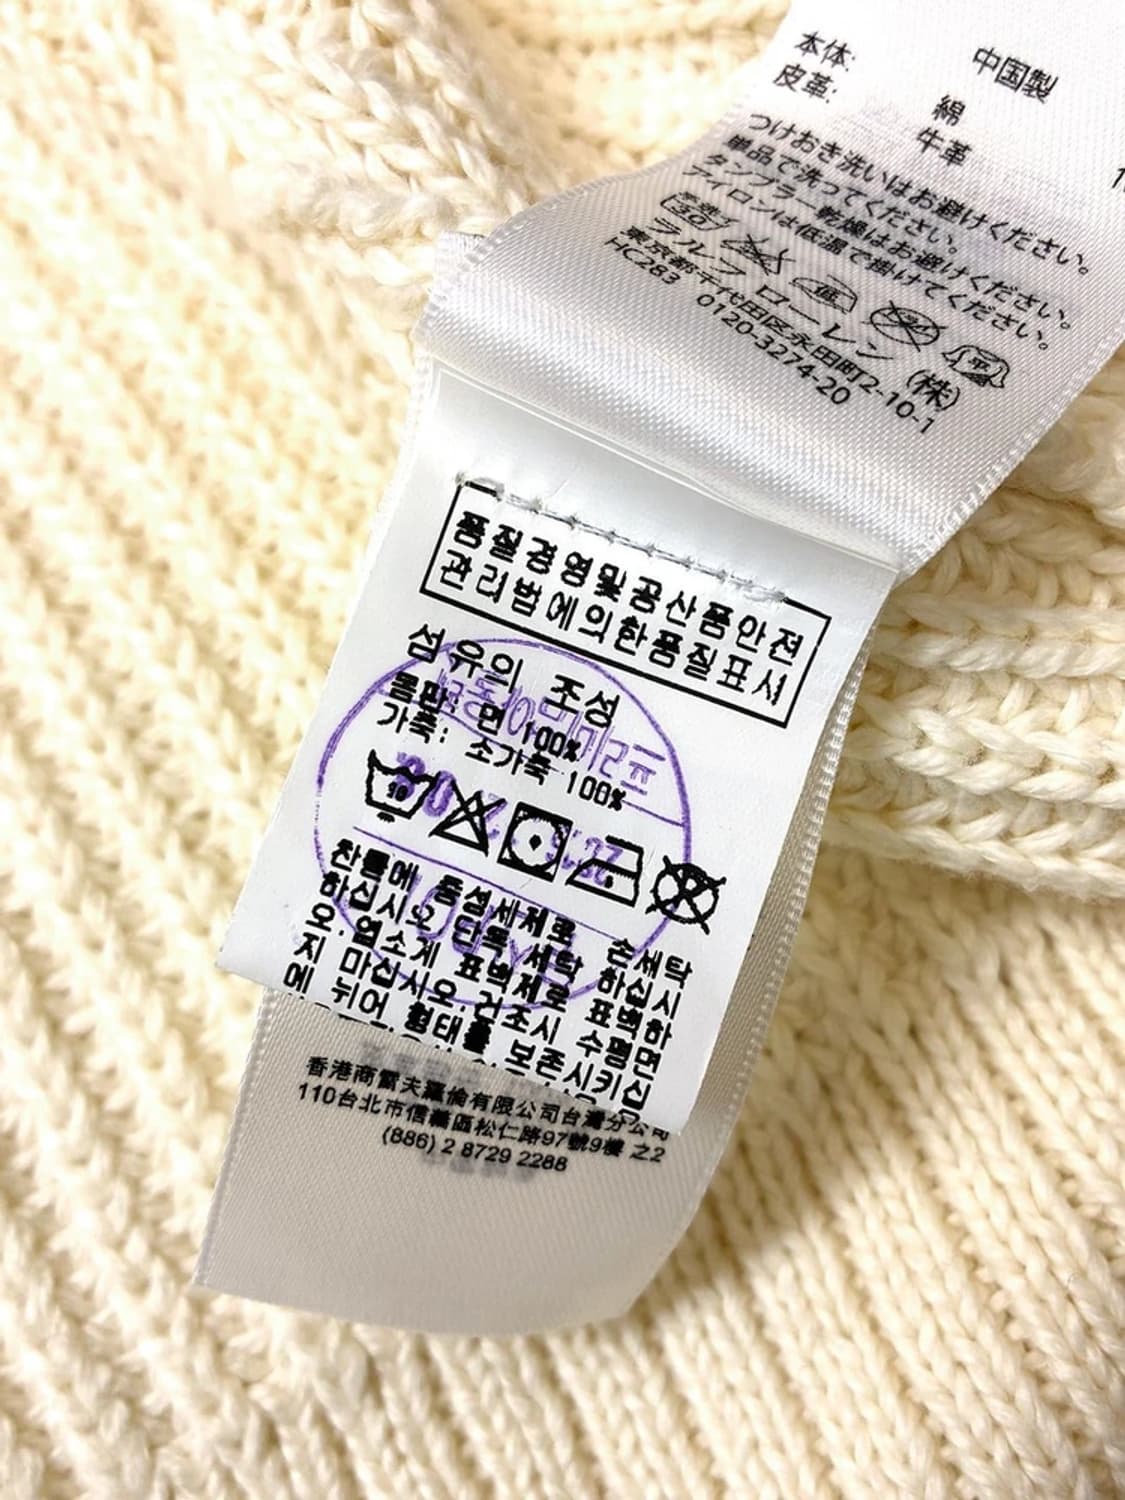 中国製
本体: 綿
皮革: 牛革
つけおき洗いはお避けください。
単品で洗ってください。
タンブラー乾燥はお避けください。
アイロンは低温で掛けてください。
ラルフ ローレン (株)
東京都千代田区永田町2-10-1
HC283 0120-3274-20
품질경영및공산품안전
관리법에의한품질표시
섬유의 조성
몸판: 면 100%
가죽: 소가죽 100%
찬물에 중성세제로 손세탁
하십시오. 단독 세탁 하십시
오. 염소계 표백제로 표백하
지 마십시오. 건조시 수평면
에 뉘어 형태를 보존시키십
香港商雷夫羅倫有限公司台灣分公司
110台北市信義區松仁路97號9樓 之2
(886) 2 8729 2288